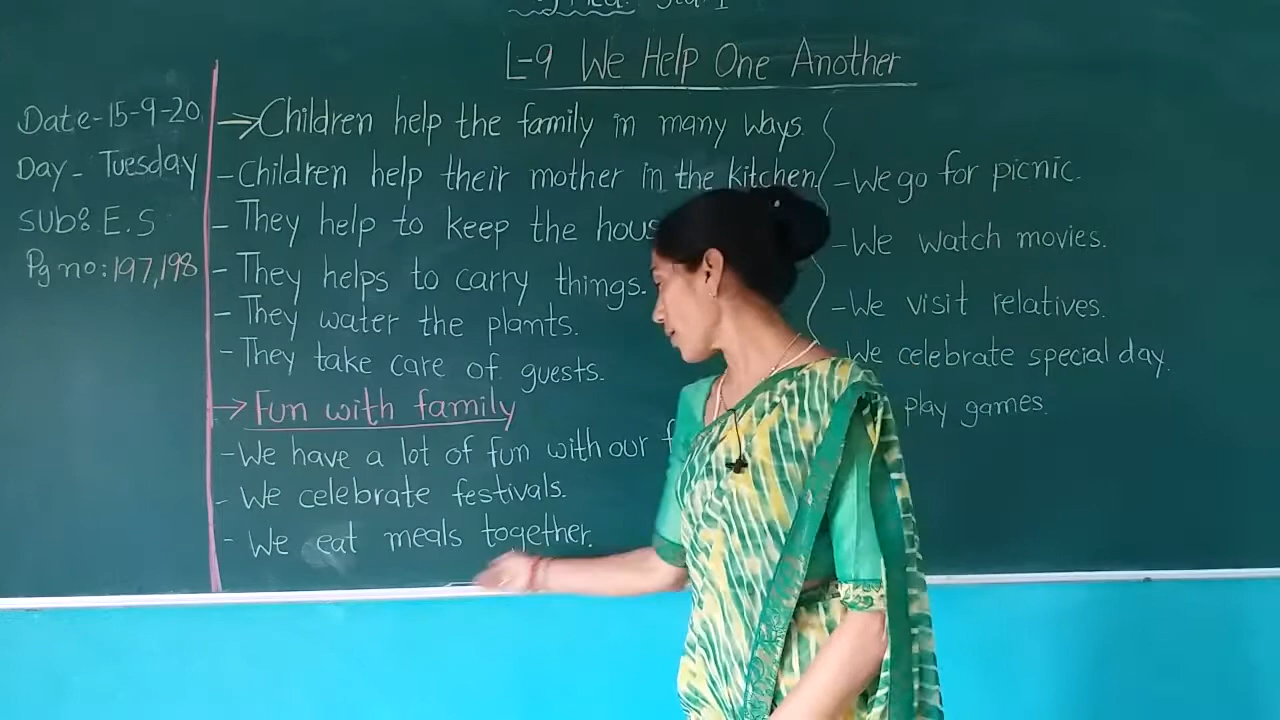 L-9 We Help One Another
Date-15-9-20
Day- Tuesday
Sub: E.S
Pg no: 197,198
→ Children help the family in many ways.
- Children help their mother in the kitchen
- They help to keep the
- They helps to carry things.
- They water the plants.
- They take care of guests.
→ Fun with family
- We have a lot of fun with our
- We celebrate festivals.
- We eat meals together.
- We go for picnic.
- We watch movies.
- We visit relatives.
We celebrate special day.
play games.